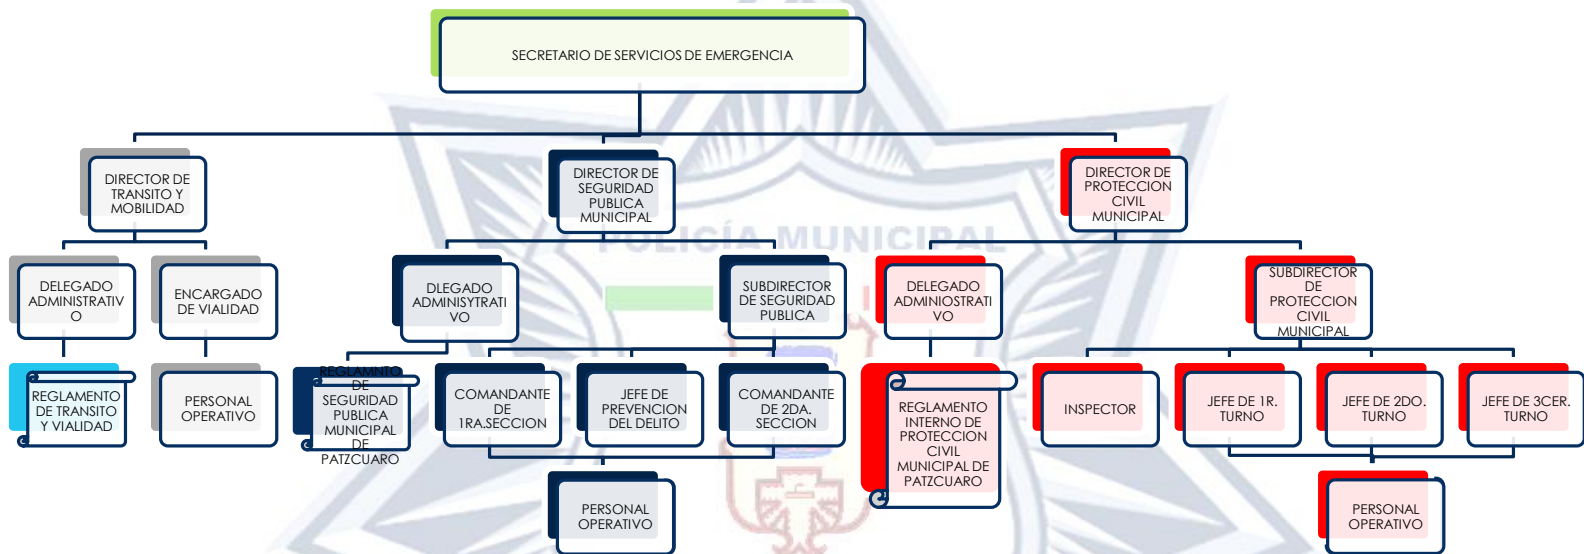 SECRETARIO DE SERVICIOS DE EMERGENCIA
DIRECTOR DE
TRANSITO Y
MOBILIDAD
DIRECTOR DE
SEGURIDAD
PUBLICA
MUNICIPAL
DIRECTOR DE
PROTECCION
CIVIL
MUNICIPAL
POLICÍA MUNICIPAL
DELEGADO
ADMINISTRATIV
O
ENCARGADO
DE VIALIDAD
DLEGADO
ADMINISYTRATI
VO
SUBDIRECTOR
DE SEGURIDAD
PUBLICA
DELEGADO
ADMINIOSTRATI
VO
SUBDIRECTOR
DE
PROTECCION
CIVIL
MUNICIPAL
REGLAMENTO
DE TRANSITO
Y VIALIDAD
PERSONAL
OPERATIVO
REGLAMNTO
DE
SEGURIDAD
PUBLICA
MUNICIPAL
DE
PATZCUARO
COMANDANTE
DE
1RA.SECCION
JEFE DE
PREVENCION
DEL DELITO
COMANDANTE
DE 2DA.
SECCION
REGLAMENTO
INTERNO DE
PROTECCION
CIVIL
MUNICIPAL DE
PATZCUARO
INSPECTOR
JEFE DE 1R.
TURNO
JEFE DE 2DO.
TURNO
JEFE DE 3CER.
TURNO
PERSONAL
OPERATIVO
PERSONAL
OPERATIVO